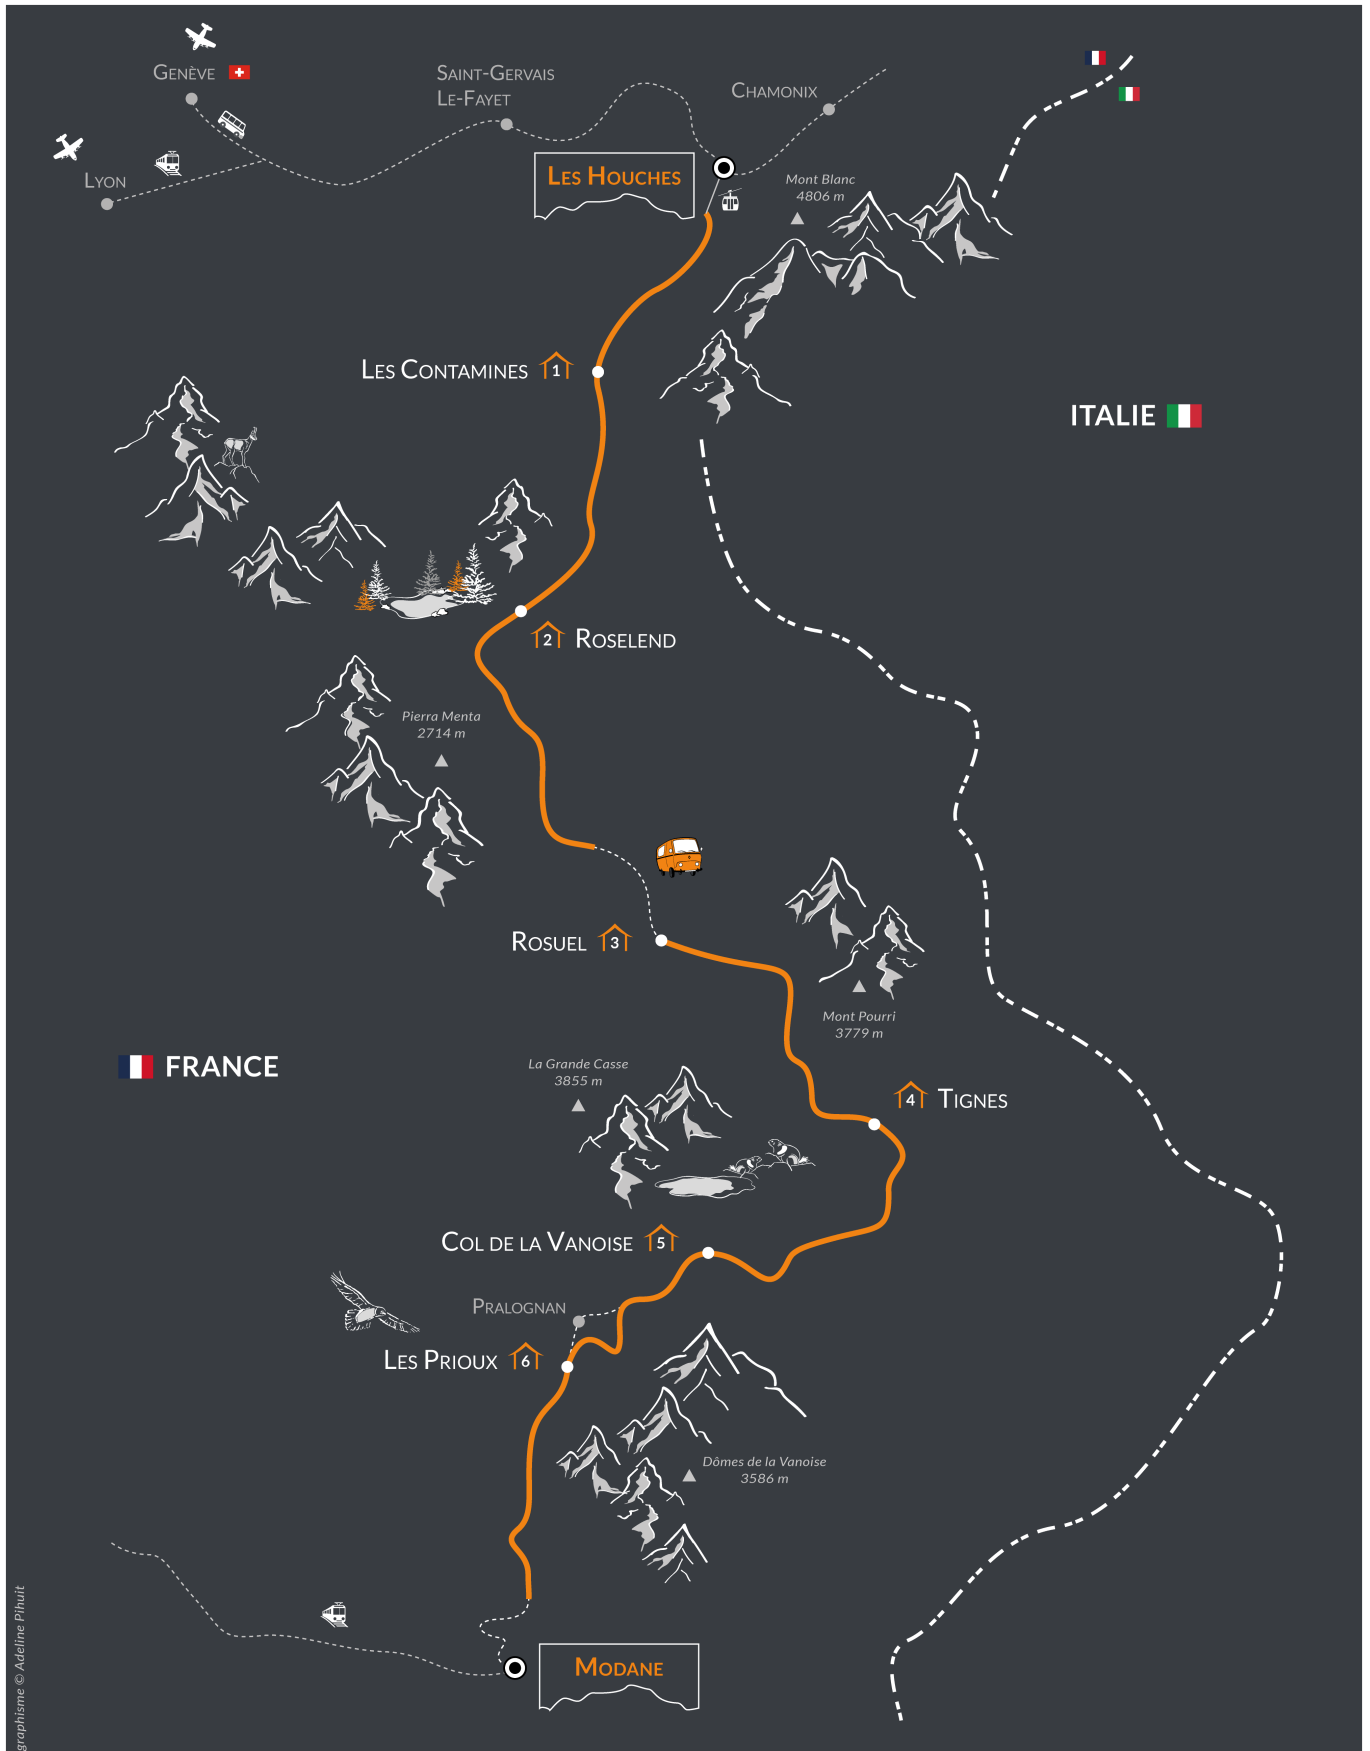 GENÈVE
SAINT-GERVAIS
LE-FAYET
CHAMONIX
LYON
LES HOUCHES
Mont Blanc
4806 m
LES CONTAMINES 1
ITALIE
2 ROSELEND
Pierra Menta
2714 m
ROSUEL 3
Mont Pourri
3779 m
FRANCE
La Grande Casse
3855 m
4 TIGNES
COL DE LA VANOISE 5
PRALOGNAN
LES PRIOUX 6
Dômes de la Vanoise
3586 m
MODANE
graphisme © Adeline Pihuit